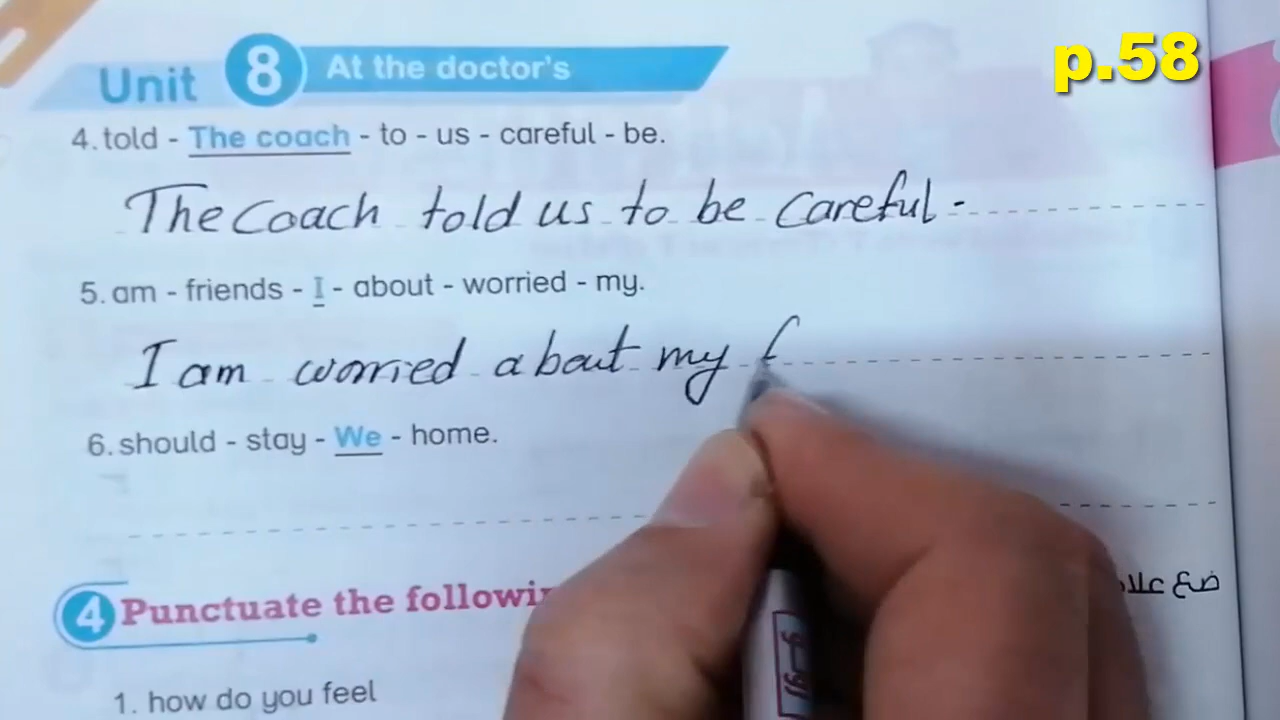 p.58
Unit 8 At the doctor's
4. told - The coach - to - us - careful - be.
The Coach told us to be careful.
5. am - friends - I - about - worried - my.
I am worried about my f
6. should - stay - We - home.
4 Punctuate the
ضع
1. how do you feel